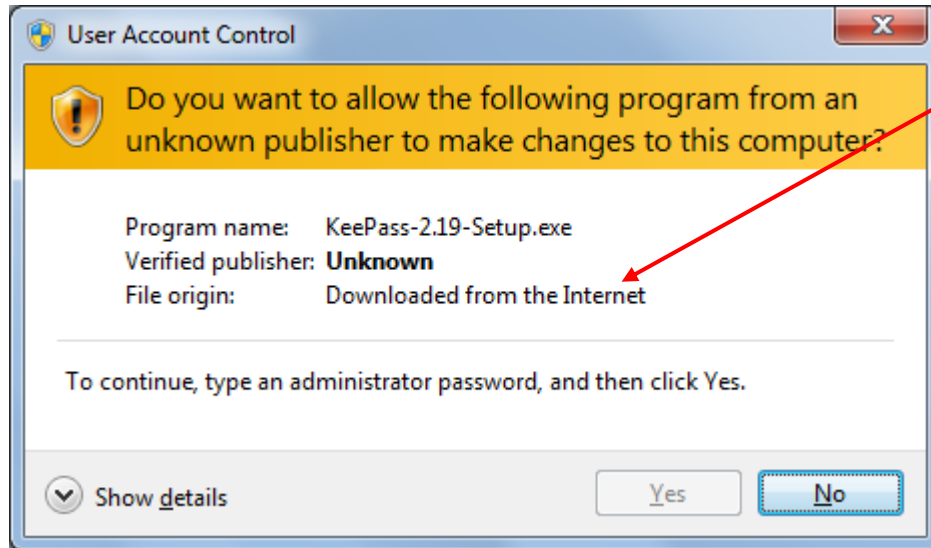 User Account Control
Do you want to allow the following program from an
unknown publisher to make changes to this computer?
Program name: KeePass-2.19-Setup.exe
Verified publisher: Unknown
File origin: Downloaded from the Internet
To continue, type an administrator password, and then click Yes.
Show details Yes No